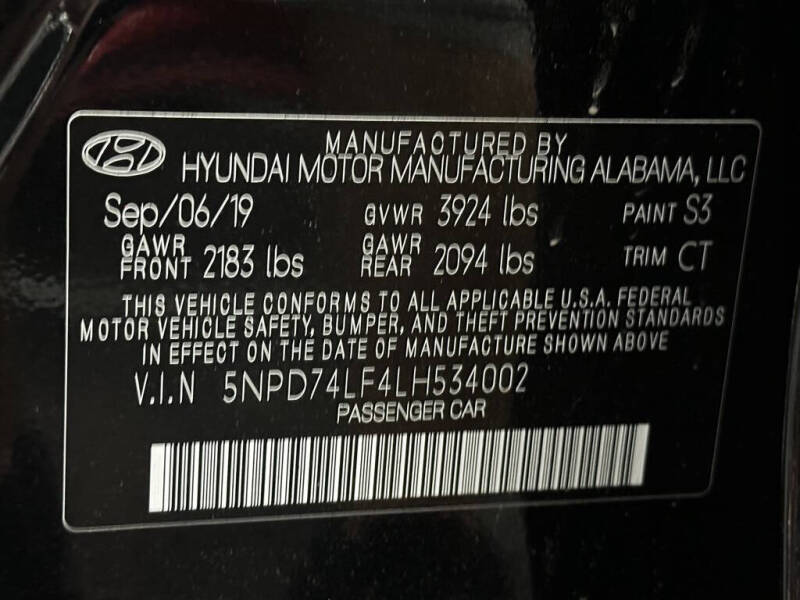 MANUFACTURED BY
HYUNDAI MOTOR MANUFACTURING ALABAMA, LLC
Sep/06/19 GVWR 3924 lbs PAINT S3
GAWR FRONT 2183 lbs GAWR REAR 2094 lbs TRIM CT
THIS VEHICLE CONFORMS TO ALL APPLICABLE U.S.A. FEDERAL
MOTOR VEHICLE SAFETY, BUMPER, AND THEFT PREVENTION STANDARDS
IN EFFECT ON THE DATE OF MANUFACTURE SHOWN ABOVE
V.I.N 5NPD74LF4LH534002
PASSENGER CAR